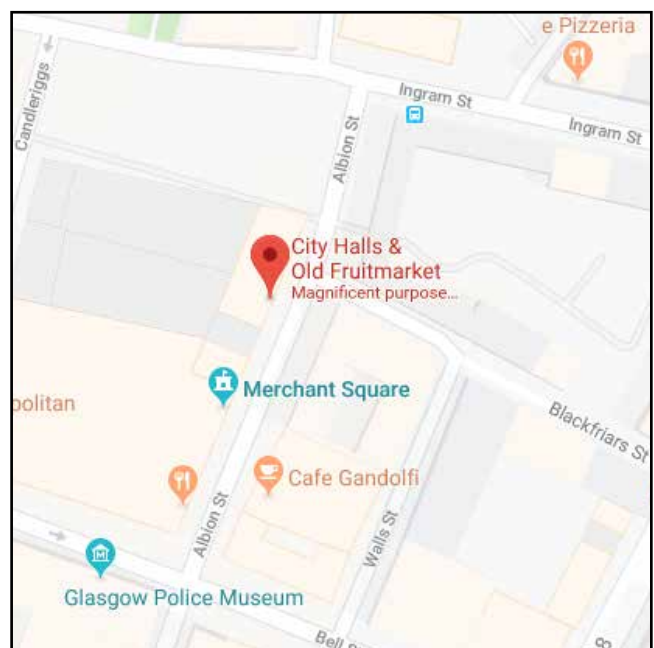 e Pizzeria
Candleriggs
Ingram St
Ingram St
Albion St
City Halls &
Old Fruitmarket
Magnificent purpose...
Merchant Square
politan
Blackfriars St
Cafe Gandolfi
Albion St
Walls St
Glasgow Police Museum
Bell